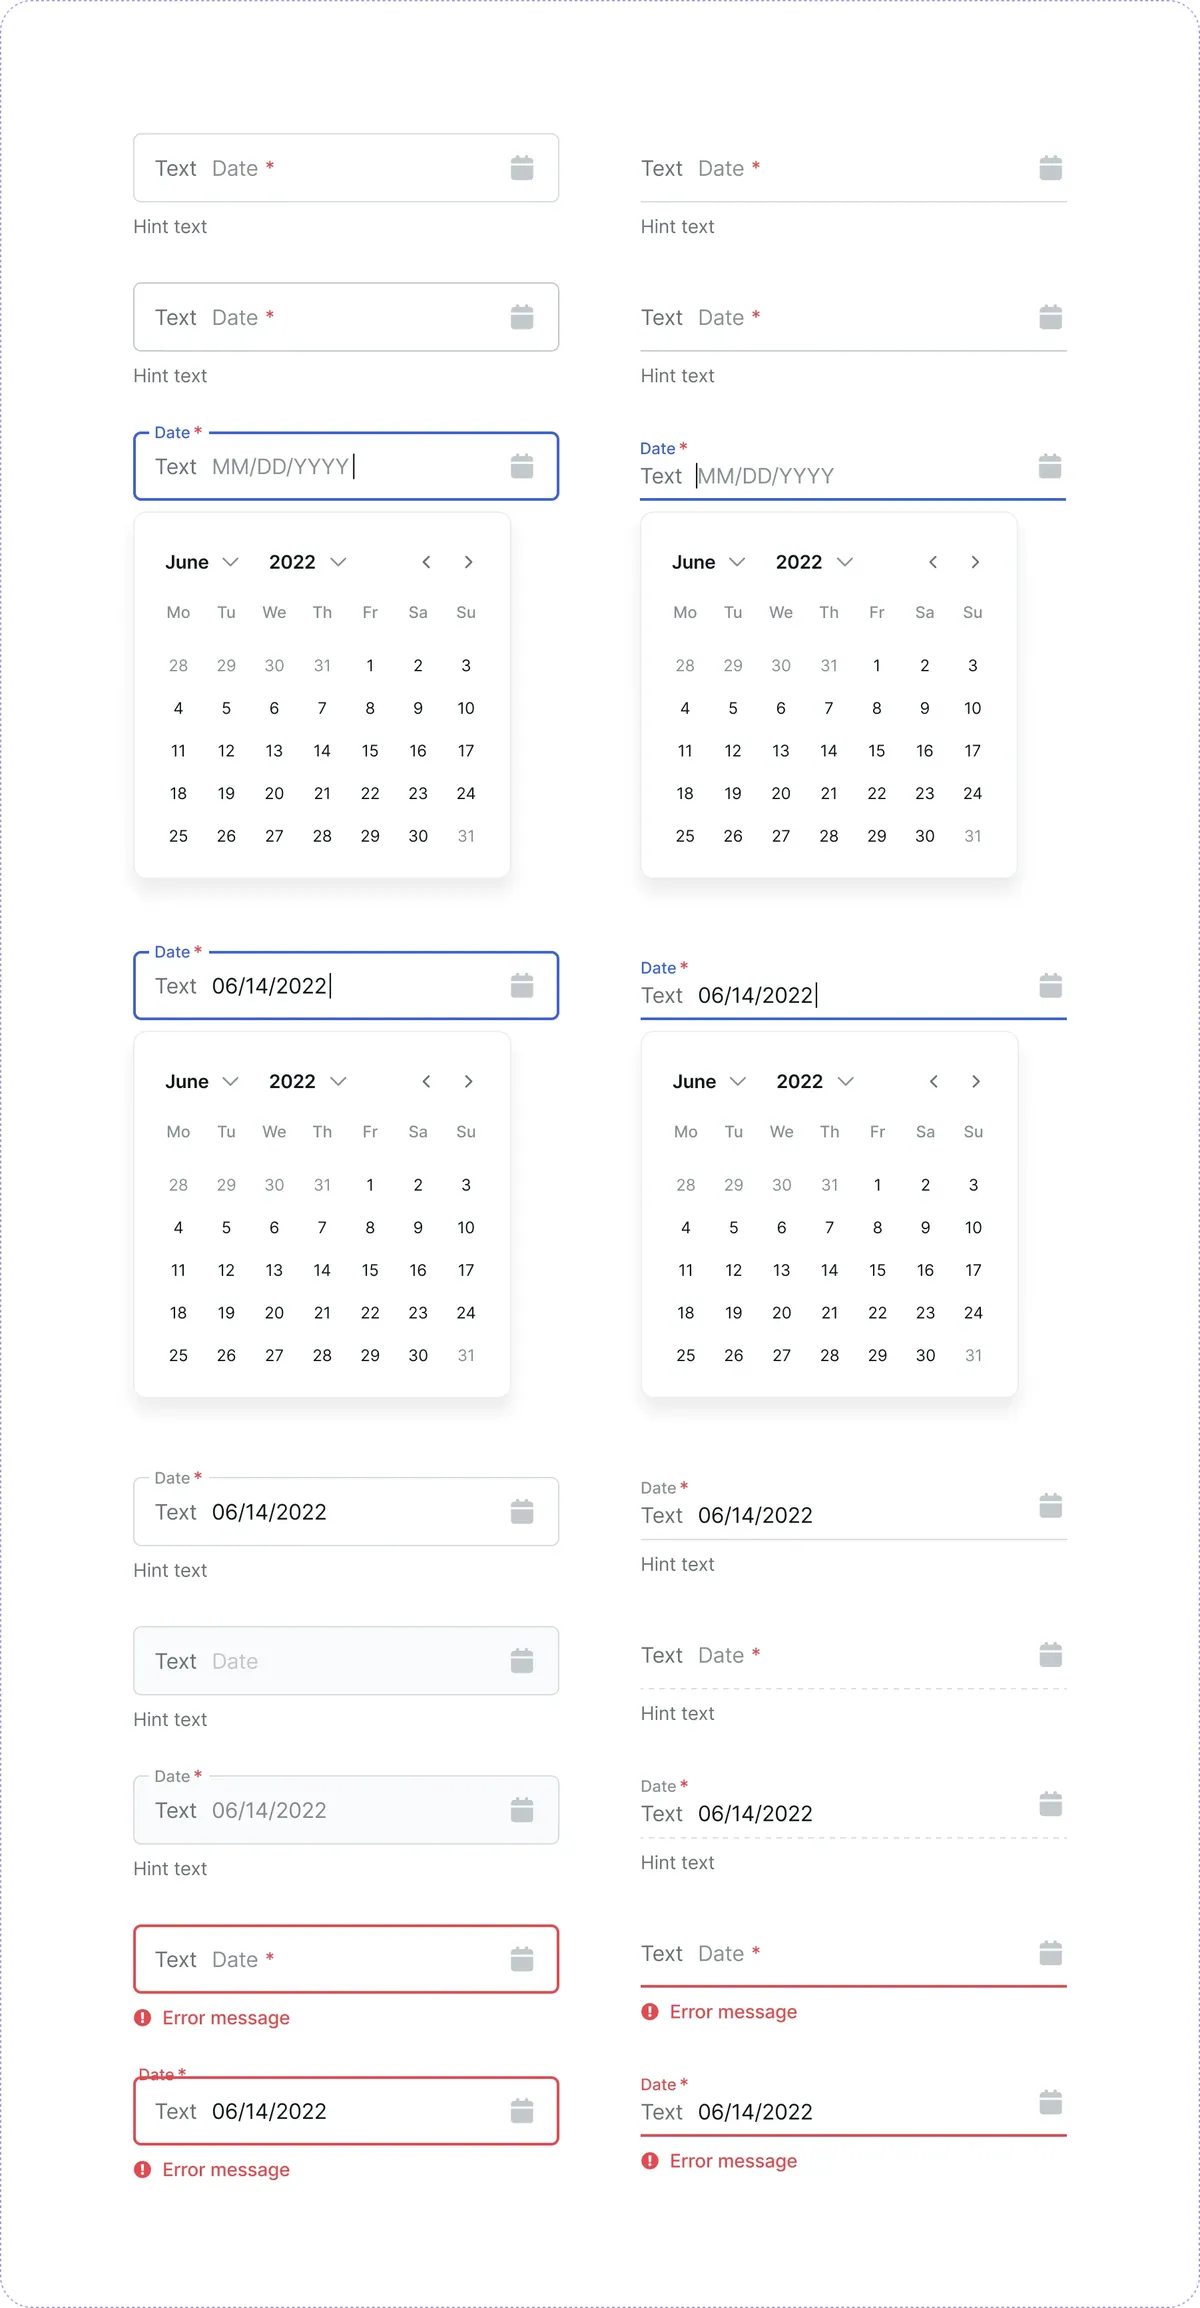 Text Date * Text Date *
Hint text Hint text
Text Date * Text Date *
Hint text Hint text
Date * Date *
Text MM/DD/YYYY Text MM/DD/YYYY
June 2022 June 2022
Mo Tu We Th Fr Sa Su Mo Tu We Th Fr Sa Su
28 29 30 31 1 2 3 28 29 30 31 1 2 3
4 5 6 7 8 9 10 4 5 6 7 8 9 10
11 12 13 14 15 16 17 11 12 13 14 15 16 17
18 19 20 21 22 23 24 18 19 20 21 22 23 24
25 26 27 28 29 30 31 25 26 27 28 29 30 31
Date * Date *
Text 06/14/2022 Text 06/14/2022
June 2022 June 2022
Mo Tu We Th Fr Sa Su Mo Tu We Th Fr Sa Su
28 29 30 31 1 2 3 28 29 30 31 1 2 3
4 5 6 7 8 9 10 4 5 6 7 8 9 10
11 12 13 14 15 16 17 11 12 13 14 15 16 17
18 19 20 21 22 23 24 18 19 20 21 22 23 24
25 26 27 28 29 30 31 25 26 27 28 29 30 31
Date * Date *
Text 06/14/2022 Text 06/14/2022
Hint text Hint text
Text Date Text Date *
Hint text Hint text
Date * Date *
Text 06/14/2022 Text 06/14/2022
Hint text Hint text
Text Date * Text Date *
Error message Error message
Date * Date *
Text 06/14/2022 Text 06/14/2022
Error message Error message